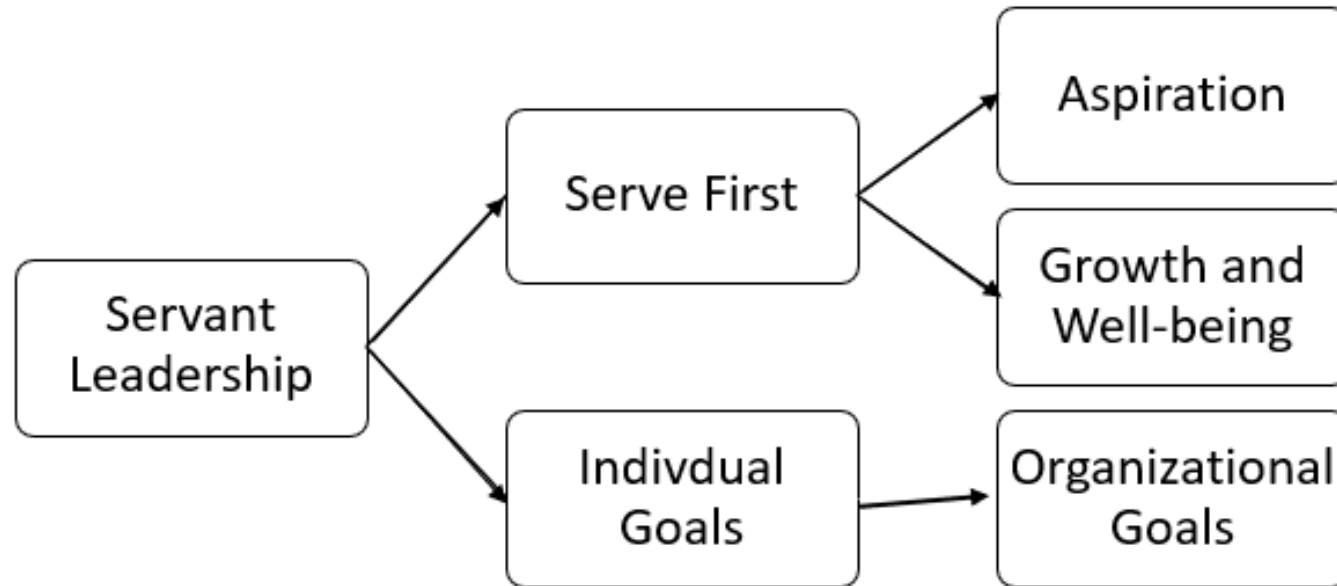 Servant
Leadership
Serve First
Indivdual
Goals
Aspiration
Growth and
Well-being
Organizational
Goals